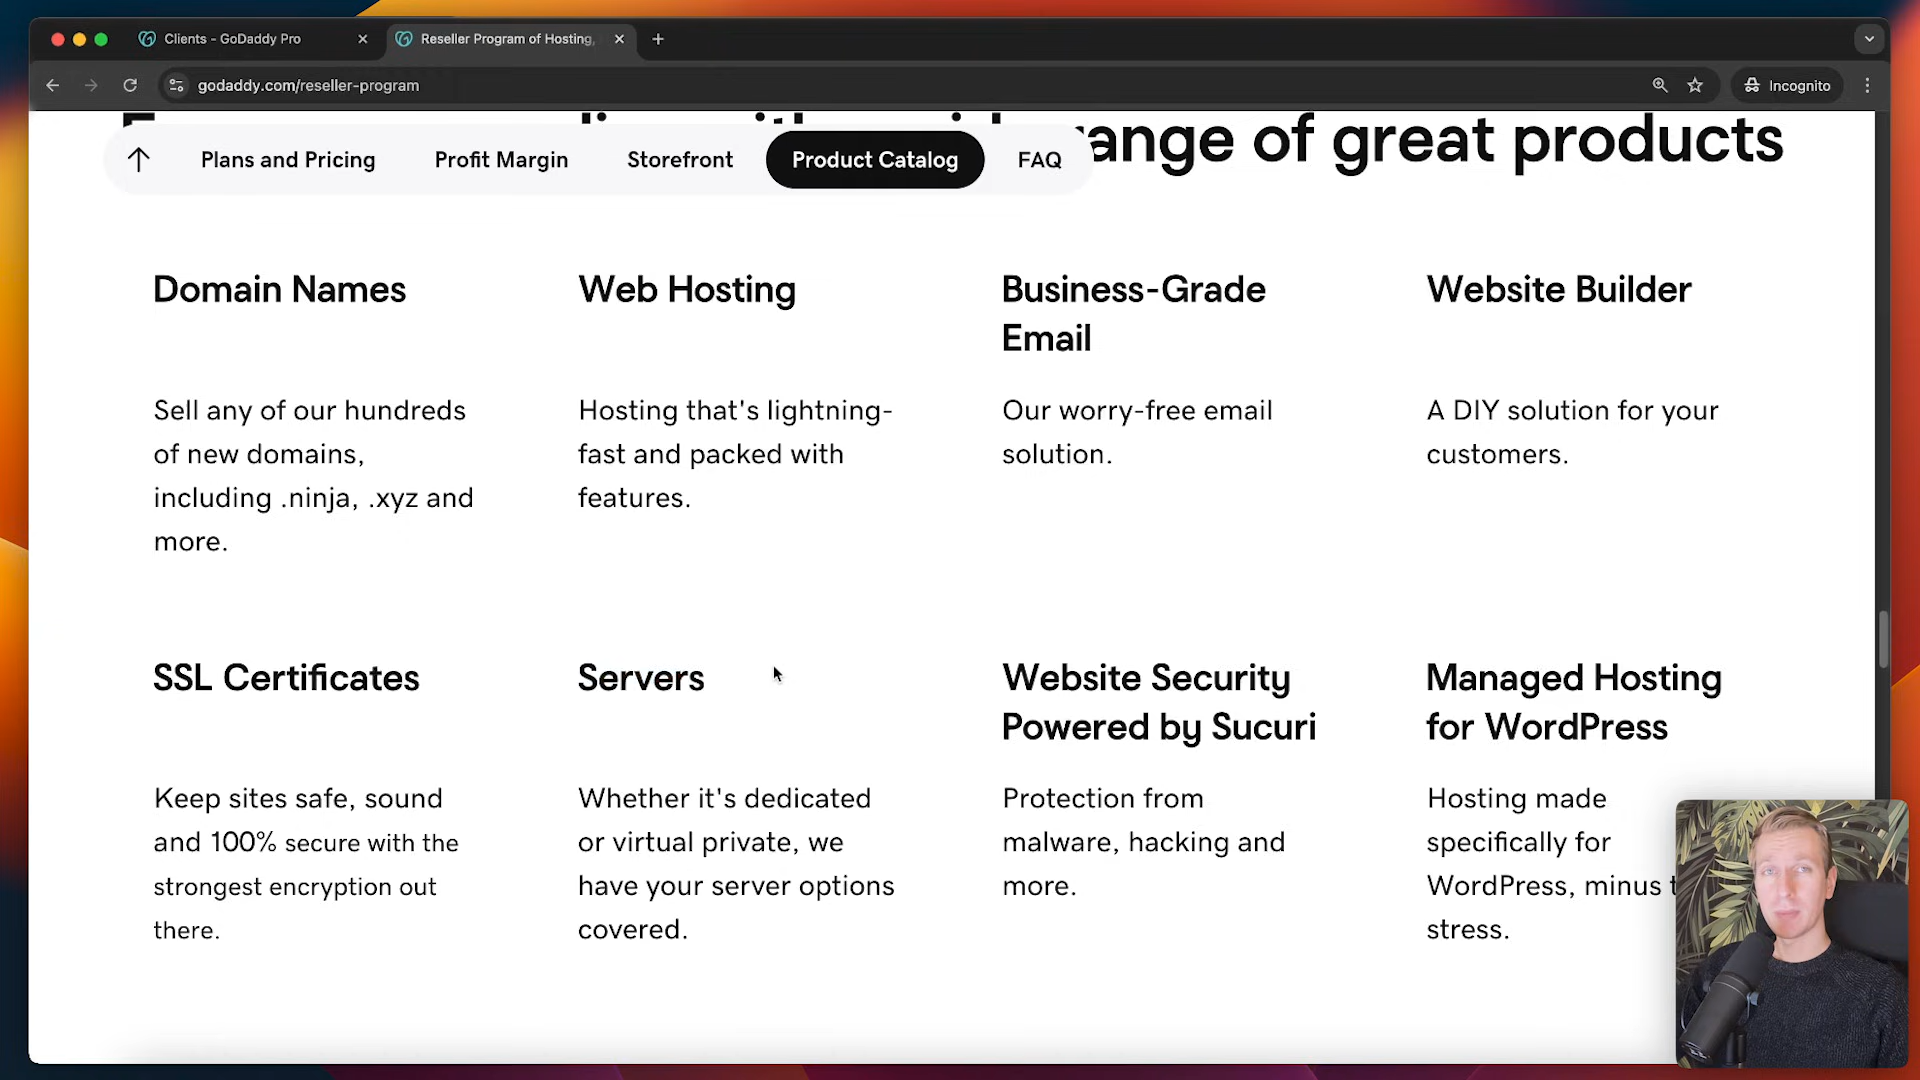 Clients - GoDaddy Pro
Reseller Program of Hosting,
godaddy.com/reseller-program
Incognito
range of great products
Plans and Pricing
Profit Margin
Storefront
Product Catalog
FAQ
Domain Names
Sell any of our hundreds
of new domains,
including .ninja, .xyz and
more.
Web Hosting
Hosting that's lightning-
fast and packed with
features.
Business-Grade
Email
Our worry-free email
solution.
Website Builder
A DIY solution for your
customers.
SSL Certificates
Keep sites safe, sound
and 100% secure with the
strongest encryption out
there.
Servers
Whether it's dedicated
or virtual private, we
have your server options
covered.
Website Security
Powered by Sucuri
Protection from
malware, hacking and
more.
Managed Hosting
for WordPress
Hosting made
specifically for
WordPress, minus
stress.